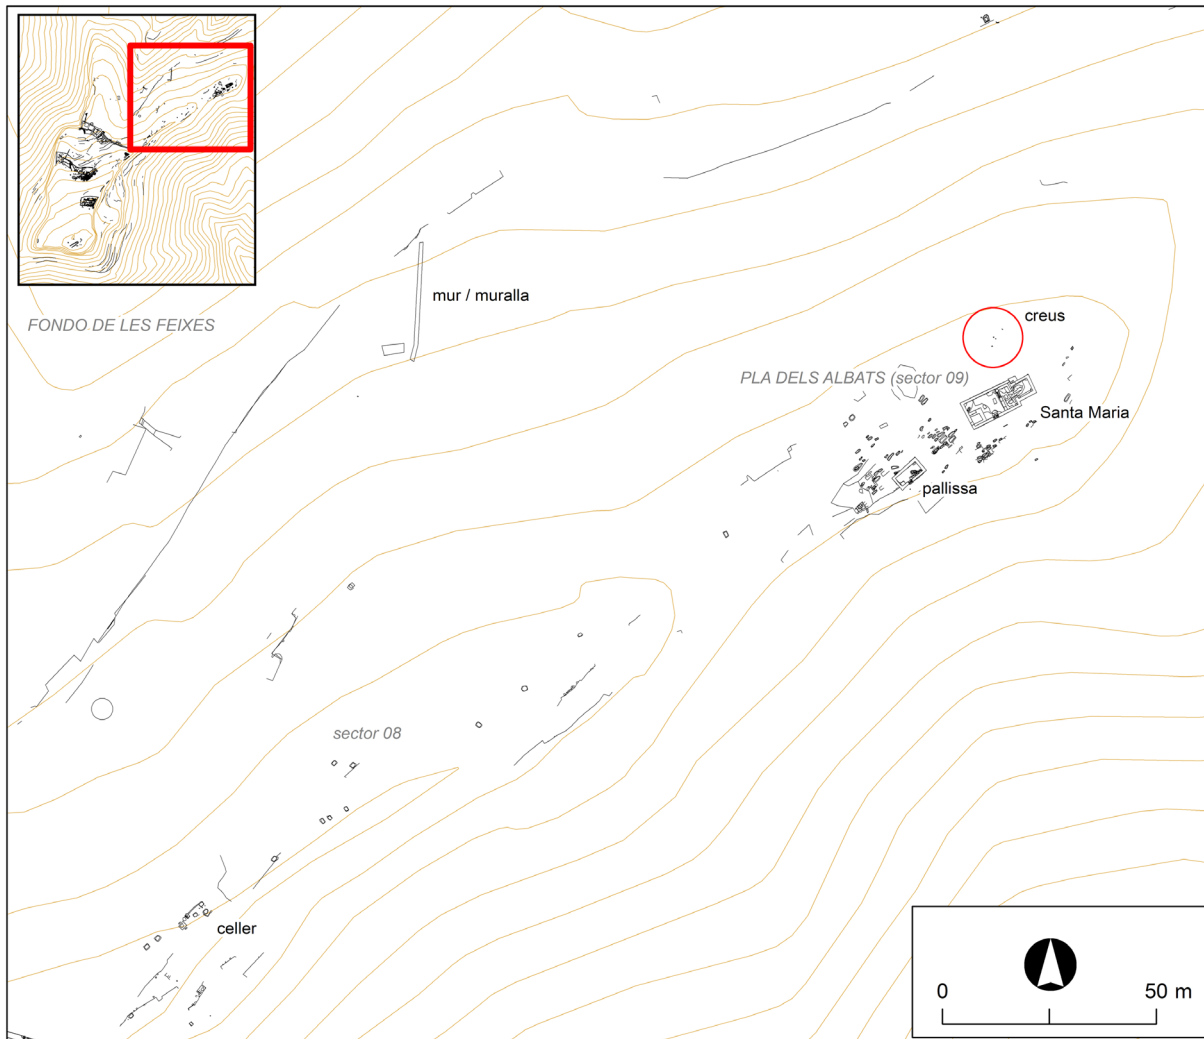 mur / muralla
FONDO DE LES FEIXES
creus
PLA DELS ALBATS (sector 09)
Santa Maria
pallissa
sector 08
celler
0 50 m